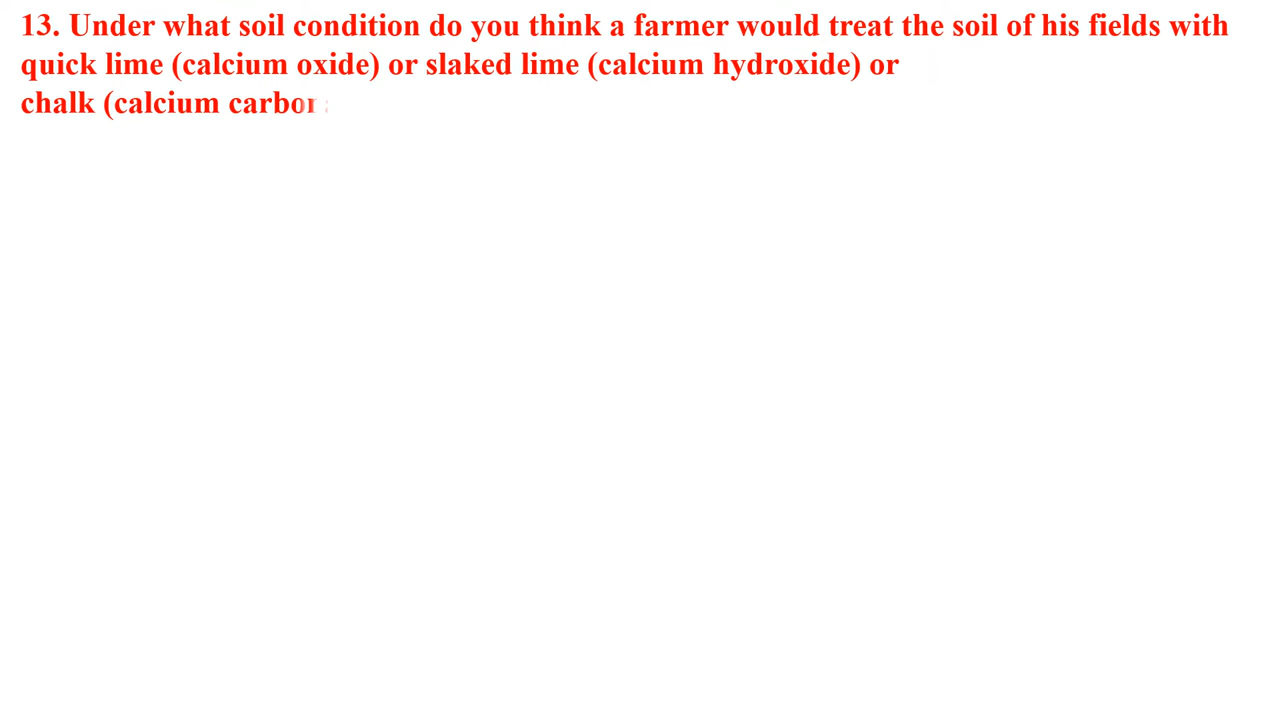 13. Under what soil condition do you think a farmer would treat the soil of his fields with
quick lime (calcium oxide) or slaked lime (calcium hydroxide) or
chalk (calcium